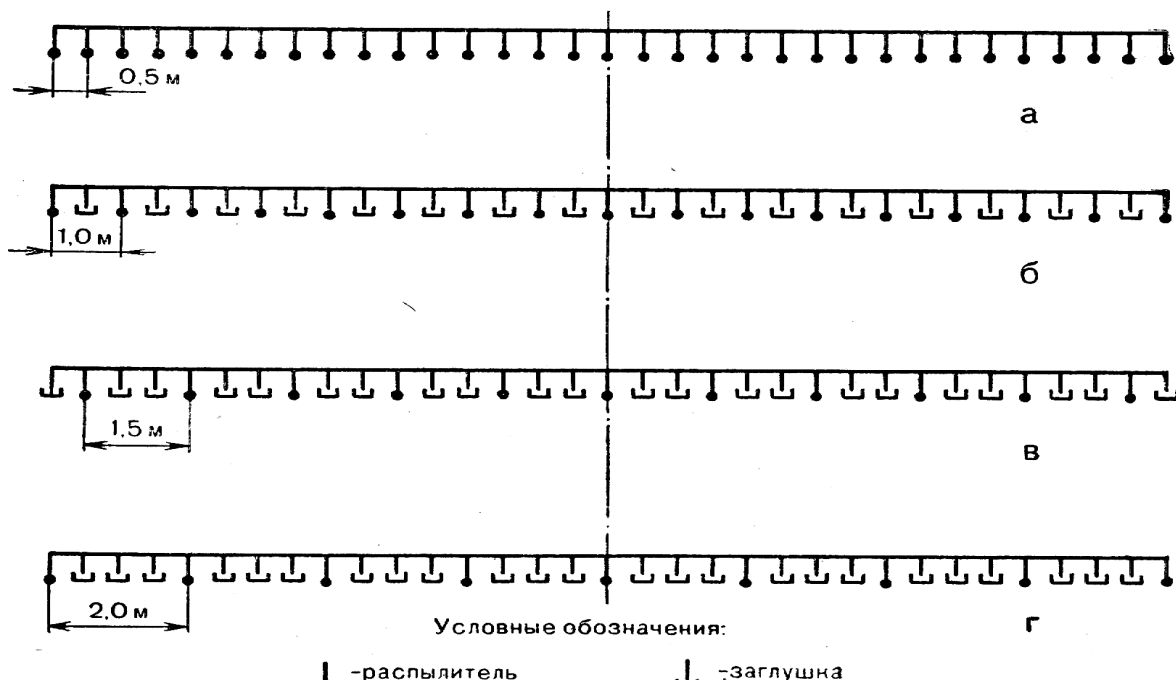 0,5 м
а
1,0 м
б
1,5 м
в
2,0 м
г
Условные обозначения:
-распылитель -заглушка